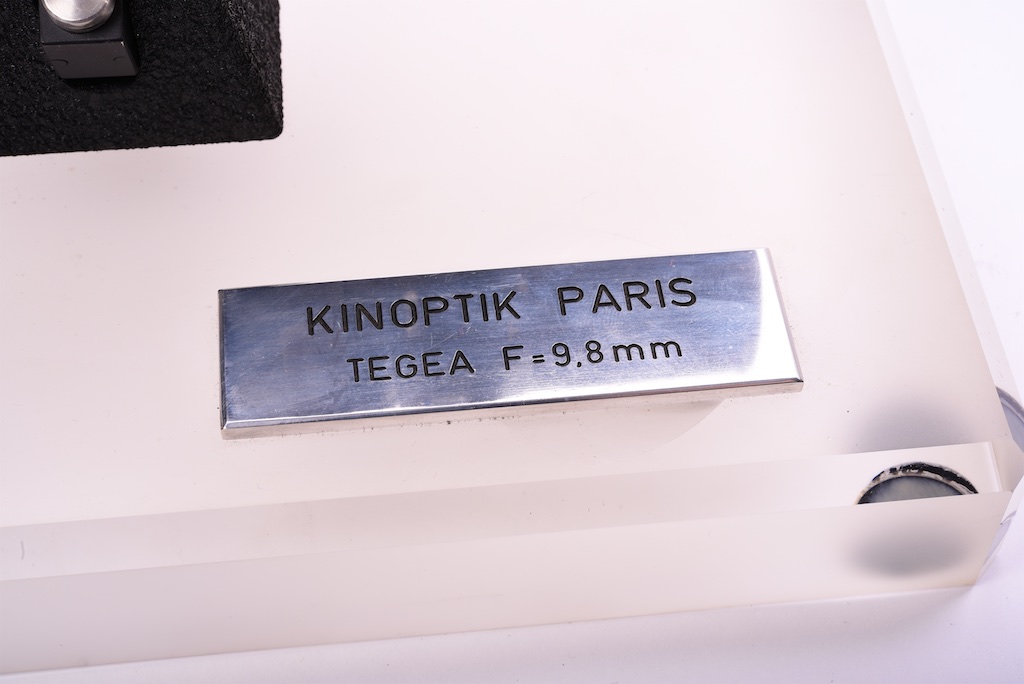 KINOPTIK PARIS
TEGEA F=9,8mm